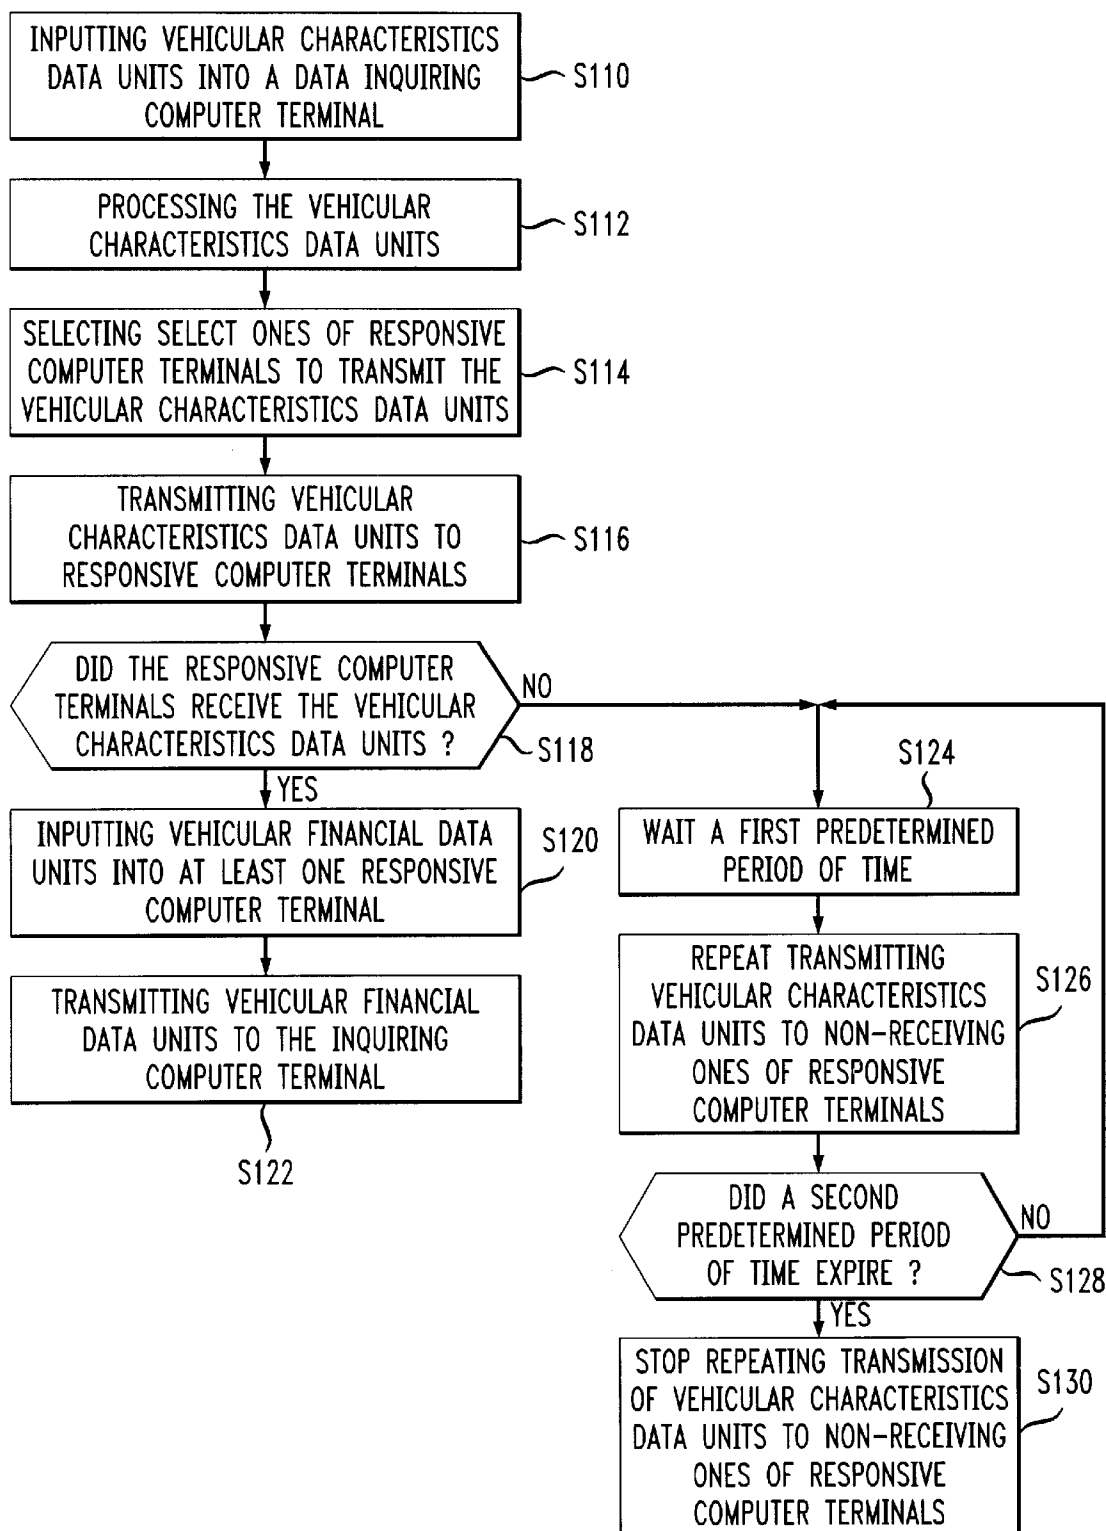 INPUTTING VEHICULAR CHARACTERISTICS
DATA UNITS INTO A DATA INQUIRING
COMPUTER TERMINAL
S110
PROCESSING THE VEHICULAR
CHARACTERISTICS DATA UNITS
S112
SELECTING SELECT ONES OF RESPONSIVE
COMPUTER TERMINALS TO TRANSMIT THE
VEHICULAR CHARACTERISTICS DATA UNITS
S114
TRANSMITTING VEHICULAR
CHARACTERISTICS DATA UNITS TO
RESPONSIVE COMPUTER TERMINALS
S116
DID THE RESPONSIVE COMPUTER
TERMINALS RECEIVE THE VEHICULAR
CHARACTERISTICS DATA UNITS ?
NO
S118
YES
INPUTTING VEHICULAR FINANCIAL DATA
UNITS INTO AT LEAST ONE RESPONSIVE
COMPUTER TERMINAL
S120
TRANSMITTING VEHICULAR FINANCIAL
DATA UNITS TO THE INQUIRING
COMPUTER TERMINAL
S122
S124
WAIT A FIRST PREDETERMINED
PERIOD OF TIME
REPEAT TRANSMITTING
VEHICULAR CHARACTERISTICS
DATA UNITS TO NON-RECEIVING
ONES OF RESPONSIVE
COMPUTER TERMINALS
S126
DID A SECOND
PREDETERMINED PERIOD
OF TIME EXPIRE ?
NO
S128
YES
STOP REPEATING TRANSMISSION
OF VEHICULAR CHARACTERISTICS
DATA UNITS TO NON-RECEIVING
ONES OF RESPONSIVE
COMPUTER TERMINALS
S130